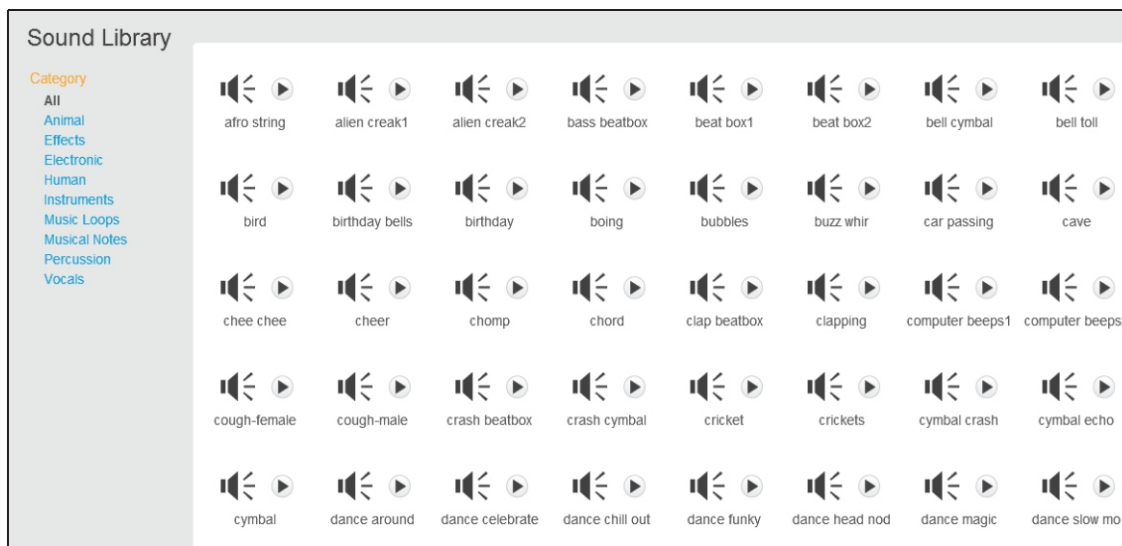 Sound Library
Category
All
Animal
Effects
Electronic
Human
Instruments
Music Loops
Musical Notes
Percussion
Vocals
afro string alien creak1 alien creak2 bass beatbox beat box1 beat box2 bell cymbal bell toll
bird birthday bells birthday boing bubbles buzz whir car passing cave
chee chee cheer chomp chord clap beatbox clapping computer beeps1 computer beeps
cough-female cough-male crash beatbox crash cymbal cricket crickets cymbal crash cymbal echo
cymbal dance around dance celebrate dance chill out dance funky dance head nod dance magic dance slow mo